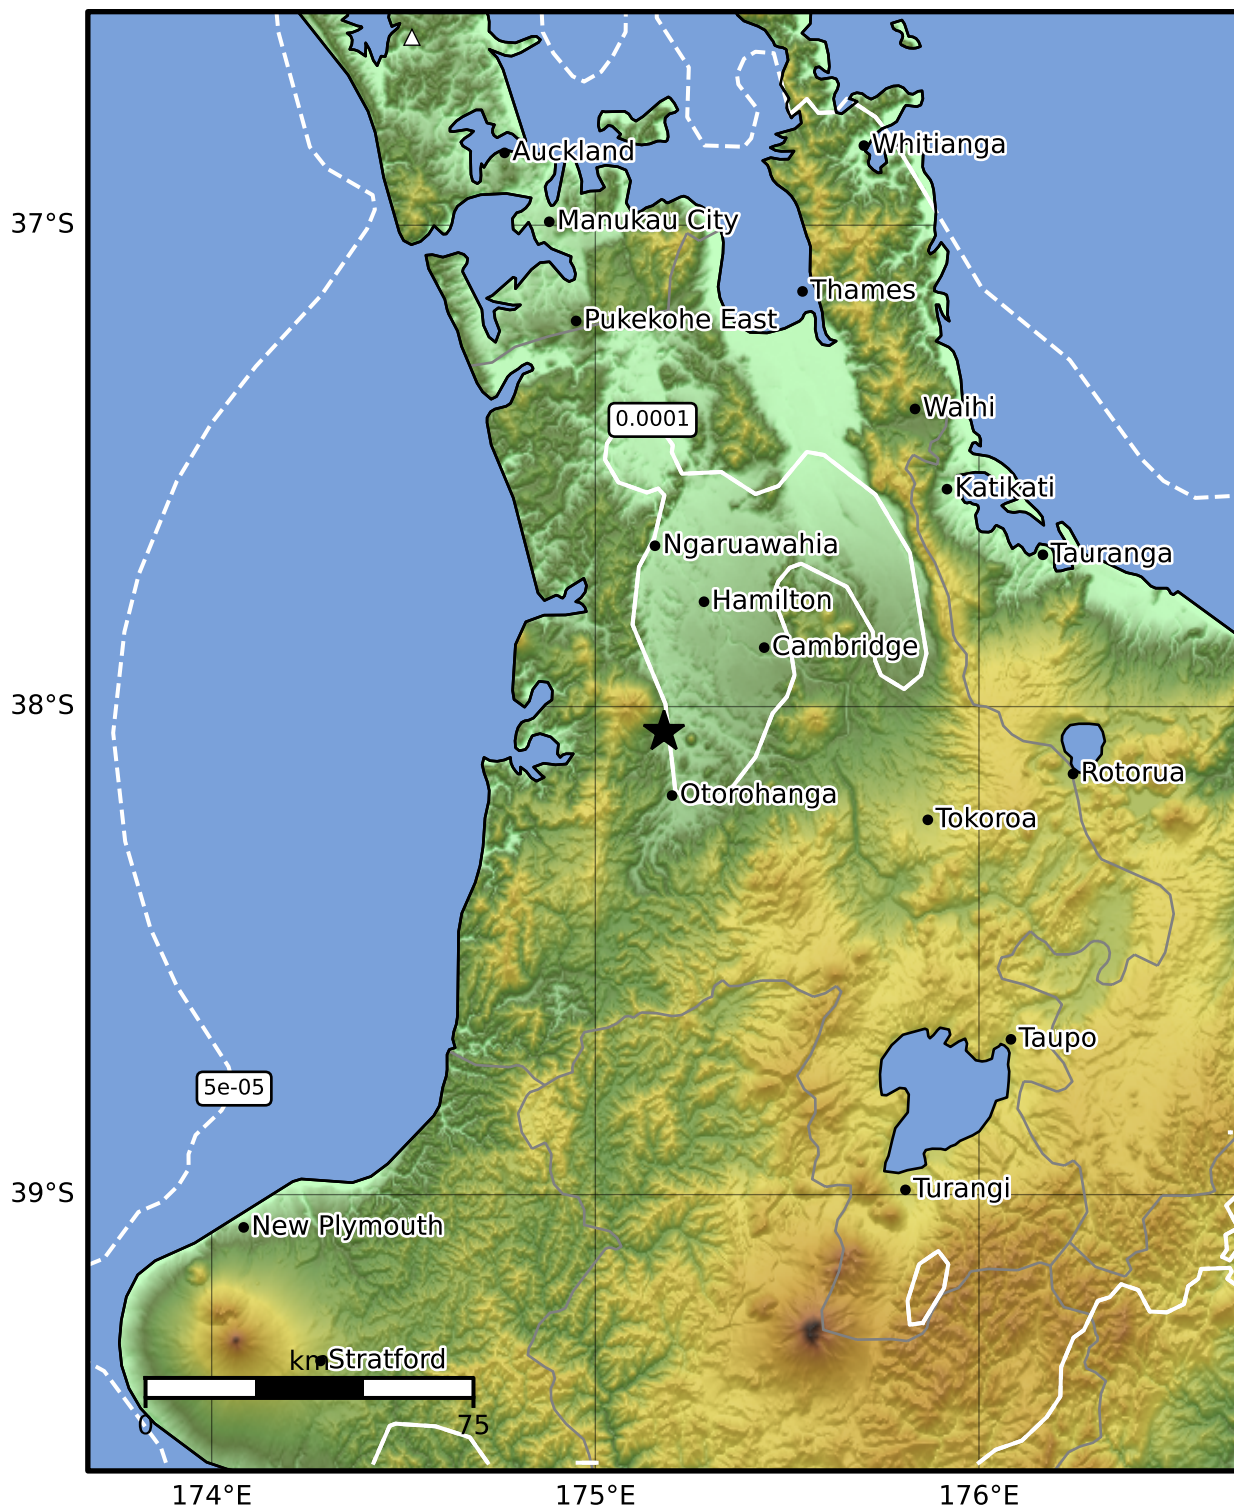 Auckland
Whitianga
37°S
Manukau City
Thames
Pukekohe East
Waihi
0.0001
Katikati
Ngaruawahia
Tauranga
Hamilton
Cambridge
38°S
Rotorua
Otorohanga
Tokoroa
Taupo
5e-05
39°S
Turangi
New Plymouth
km
Stratford
0
75
174°E
175°E
176°E